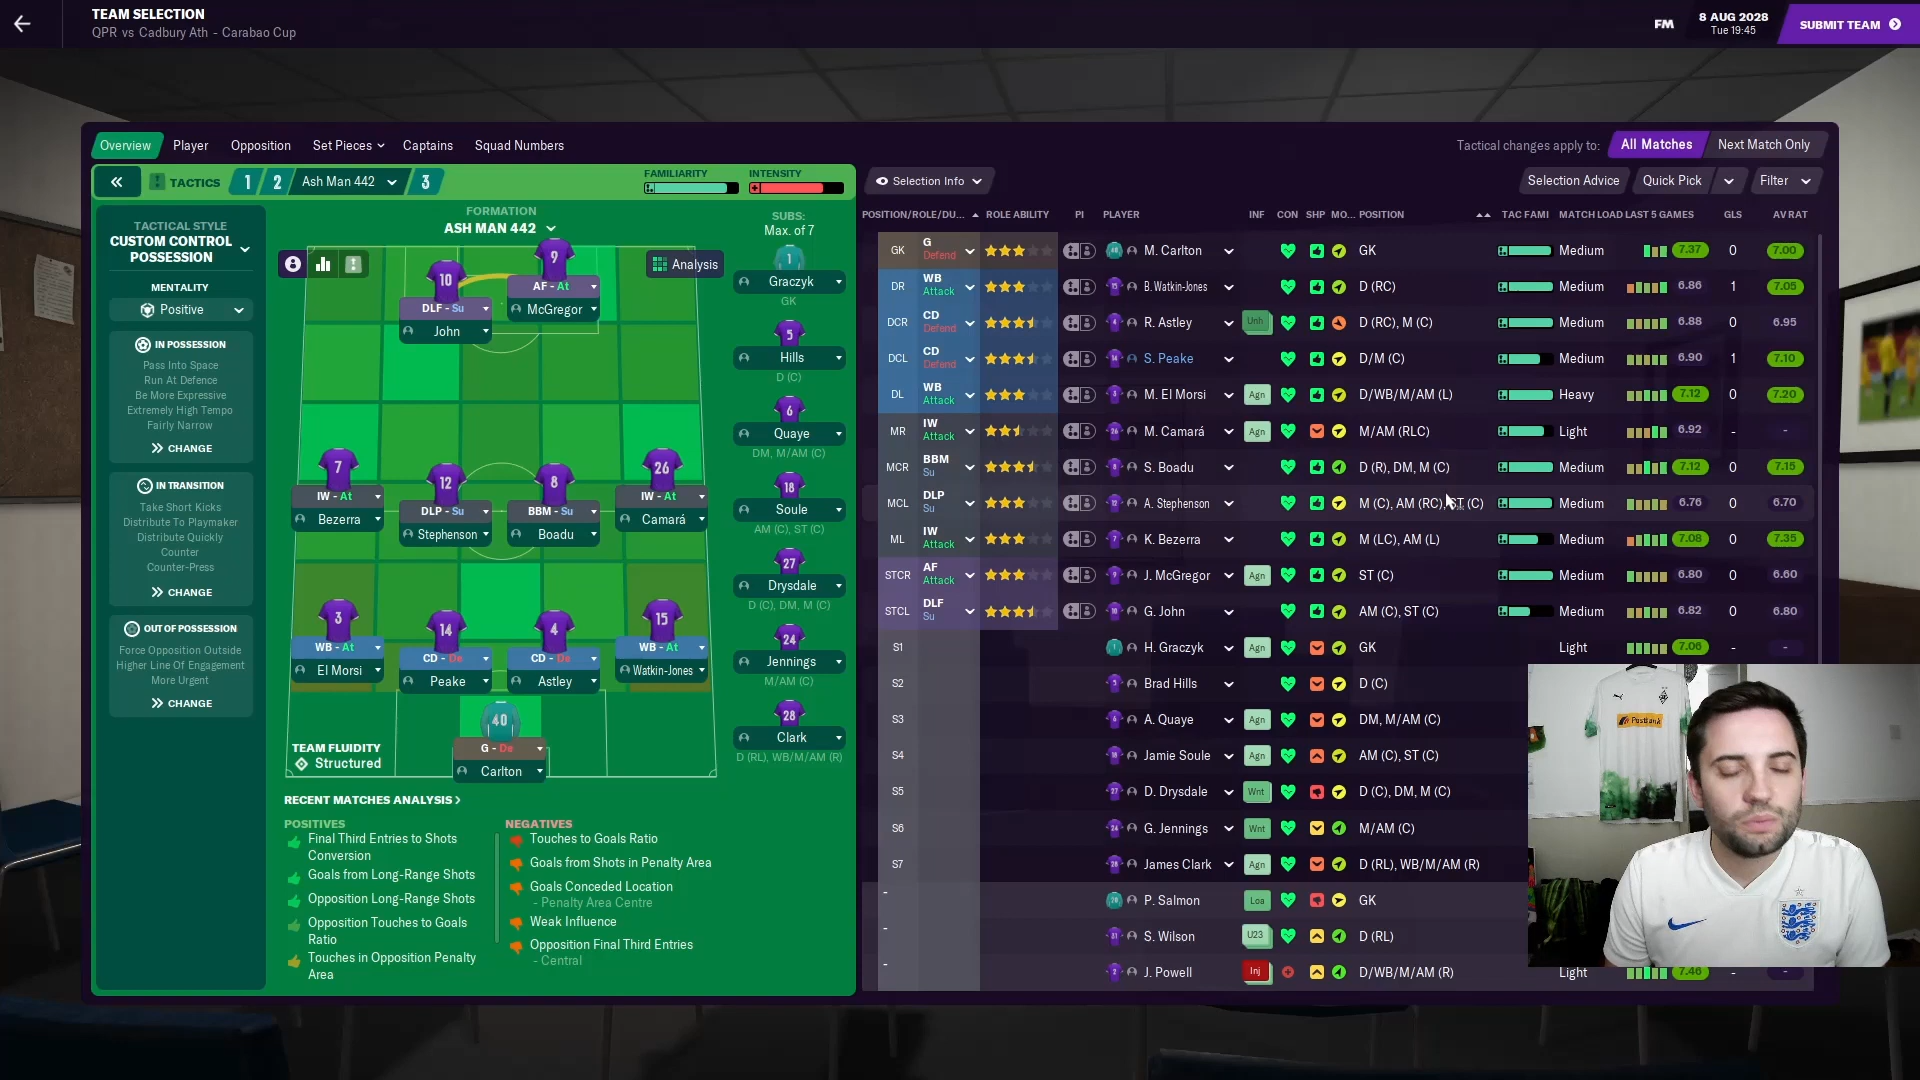 TEAM SELECTION
QPR vs Cadbury Ath - Carabao Cup
FM
8 AUG 2028
Tue 19:45
SUBMIT TEAM
Overview
Player
Opposition
Set Pieces
Captains
Squad Numbers
Tactical changes apply to:
All Matches
Next Match Only
TACTICS
1
2
Ash Man 442
3
FAMILIARITY
INTENSITY
Selection Info
Selection Advice
Quick Pick
Filter
TACTICAL STYLE
CUSTOM CONTROL
POSSESSION
MENTALITY
Positive
IN POSSESSION
Pass Into Space
Run At Defence
Be More Expressive
Extremely High Tempo
Fairly Narrow
CHANGE
IN TRANSITION
Take Short Kicks
Distribute To Playmaker
Distribute Quickly
Counter
Counter-Press
CHANGE
OUT OF POSSESSION
Force Opposition Outside
Higher Line Of Engagement
More Urgent
CHANGE
FORMATION
ASH MAN 442
Analysis
9
AF - At
McGregor
10
DLF - Su
John
7
IW - At
Bezerra
12
DLP - Su
Stephenson
8
BBM - Su
Boadu
26
IW - At
Camará
3
WB - At
El Morsi
14
CD - De
Peake
4
CD - De
Astley
15
WB - At
Watkin-Jones
40
G - De
Carlton
TEAM FLUIDITY
Structured
SUBS:
Max. of 7
1
Graczyk
GK
5
Hills
D (C)
6
Quaye
DM, M/AM (C)
18
Soule
AM (C), ST (C)
27
Drysdale
D (C), DM, M (C)
24
Jennings
M/AM (C)
28
Clark
D (RL), WB/M/AM (R)
RECENT MATCHES ANALYSIS
POSITIVES
Final Third Entries to Shots
Conversion
Goals from Long-Range Shots
Opposition Long-Range Shots
Opposition Touches to Goals
Ratio
Touches in Opposition Penalty
Area
NEGATIVES
Touches to Goals Ratio
Goals from Shots in Penalty Area
Goals Conceded Location
- Penalty Area Centre
Weak Influence
Opposition Final Third Entries
- Central
POSITION/ROLE/DU... ROLE ABILITY PI PLAYER INF CON SHP MO... POSITION TAC FAMI MATCH LOAD LAST 5 GAMES GLS AV RAT
GK G Defend M. Carlton GK Medium 7.37 0 7.00
DR WB Attack B. Watkin-Jones D (RC) Medium 6.86 1 7.05
DCR CD Defend R. Astley Unh D (RC), M (C) Medium 6.88 0 6.95
DCL CD Defend S. Peake D/M (C) Medium 6.90 1 7.10
DL WB Attack M. El Morsi Agn D/WB/M/AM (L) Heavy 7.12 0 7.20
MR IW Attack M. Camará Agn M/AM (RLC) Light 6.92 - -
MCR BBM Su S. Boadu D (R), DM, M (C) Medium 7.12 0 7.15
MCL DLP Su A. Stephenson M (C), AM (RC), ST (C) Medium 6.76 0 6.70
ML IW Attack K. Bezerra M (LC), AM (L) Medium 7.08 0 7.35
STCR AF Attack J. McGregor Agn ST (C) Medium 6.80 0 6.60
STCL DLF Su G. John AM (C), ST (C) Medium 6.82 0 6.80
S1 H. Graczyk Agn GK Light 7.06 - -
S2 Brad Hills D (C)
S3 A. Quaye Agn DM, M/AM (C)
S4 Jamie Soule Agn AM (C), ST (C)
S5 D. Drysdale Wnt D (C), DM, M (C)
S6 G. Jennings Wnt M/AM (C)
S7 James Clark Agn D (RL), WB/M/AM (R)
- P. Salmon Loa GK
- S. Wilson U23 D (RL)
- J. Powell Inj D/WB/M/AM (R) Light 7.46 - -
Postbank